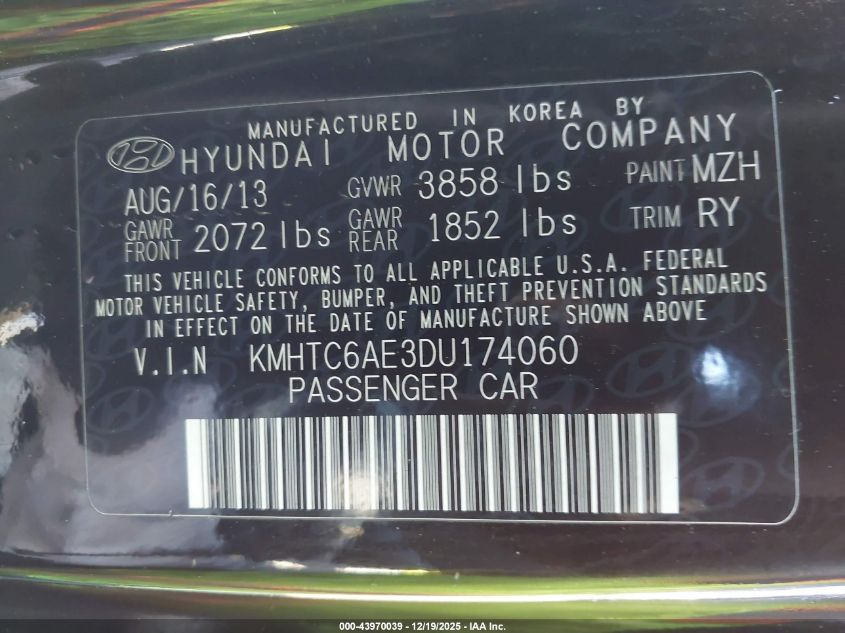 MANUFACTURED IN KOREA BY
HYUNDAI MOTOR COMPANY
AUG/16/13 GVWR 3858 lbs PAINT MZH
GAWR FRONT 2072 lbs GAWR REAR 1852 lbs TRIM RY
THIS VEHICLE CONFORMS TO ALL APPLICABLE U.S.A. FEDERAL
MOTOR VEHICLE SAFETY, BUMPER, AND THEFT PREVENTION STANDARDS
IN EFFECT ON THE DATE OF MANUFACTURE SHOWN ABOVE
V.I.N KMHTC6AE3DU174060
PASSENGER CAR
000-43970039 - 12/19/2025 - IAA Inc.